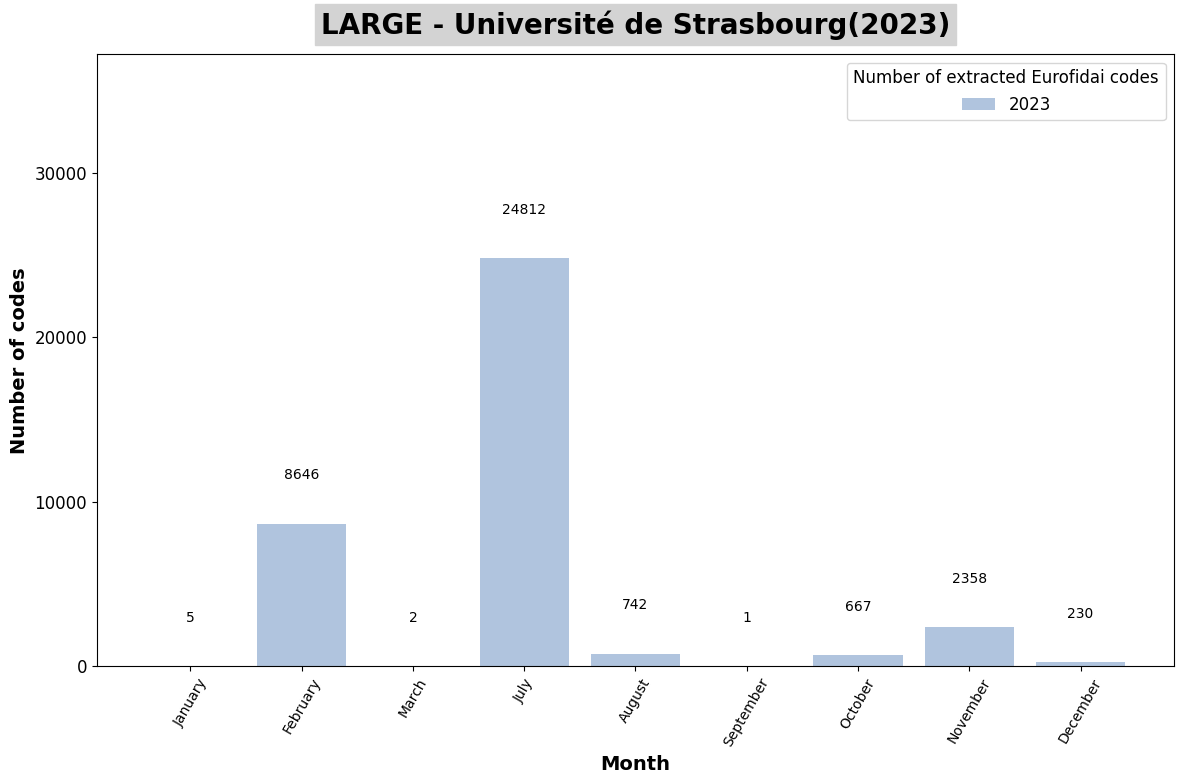 LARGE - Université de Strasbourg(2023)
Number of extracted Eurofidai codes
2023
Number of codes
30000
20000
10000
0
5
8646
2
24812
742
1
667
2358
230
January
February
March
July
August
September
October
November
December
Month